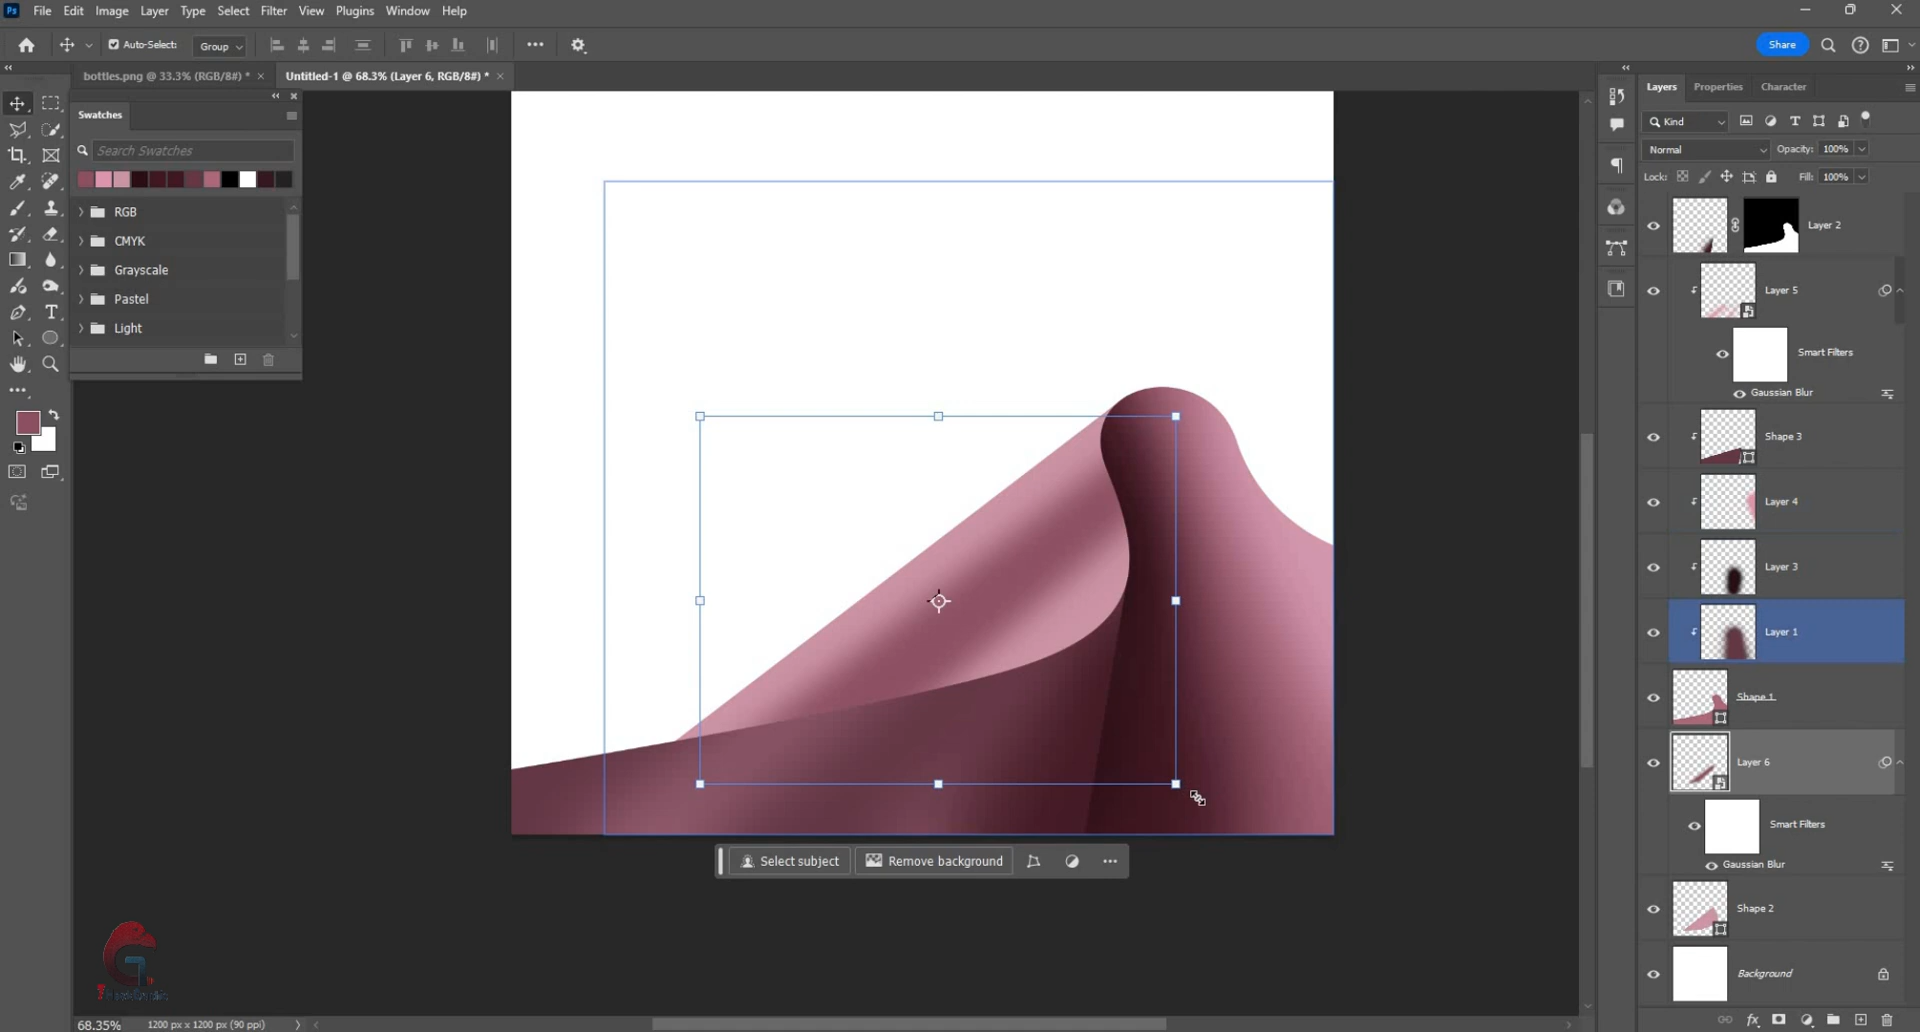 Ps File Edit Image Layer Type Select Filter View Plugins Window Help
Auto-Select: Group Share
bottles.png @ 33.3% (RGB/8#) * Untitled-1 @ 68.3% (Layer 6, RGB/8#) *
Swatches
Search Swatches
RGB
CMYK
Grayscale
Pastel
Light
Select subject Remove background
68.35% 1200 px x 1200 px (90 ppi)
Layers Properties Character
Kind
Normal Opacity: 100%
Lock: Fill: 100%
Layer 2
Layer 5
Smart Filters
Gaussian Blur
Shape 3
Layer 4
Layer 3
Layer 1
Shape 1
Layer 6
Smart Filters
Gaussian Blur
Shape 2
Background
fx